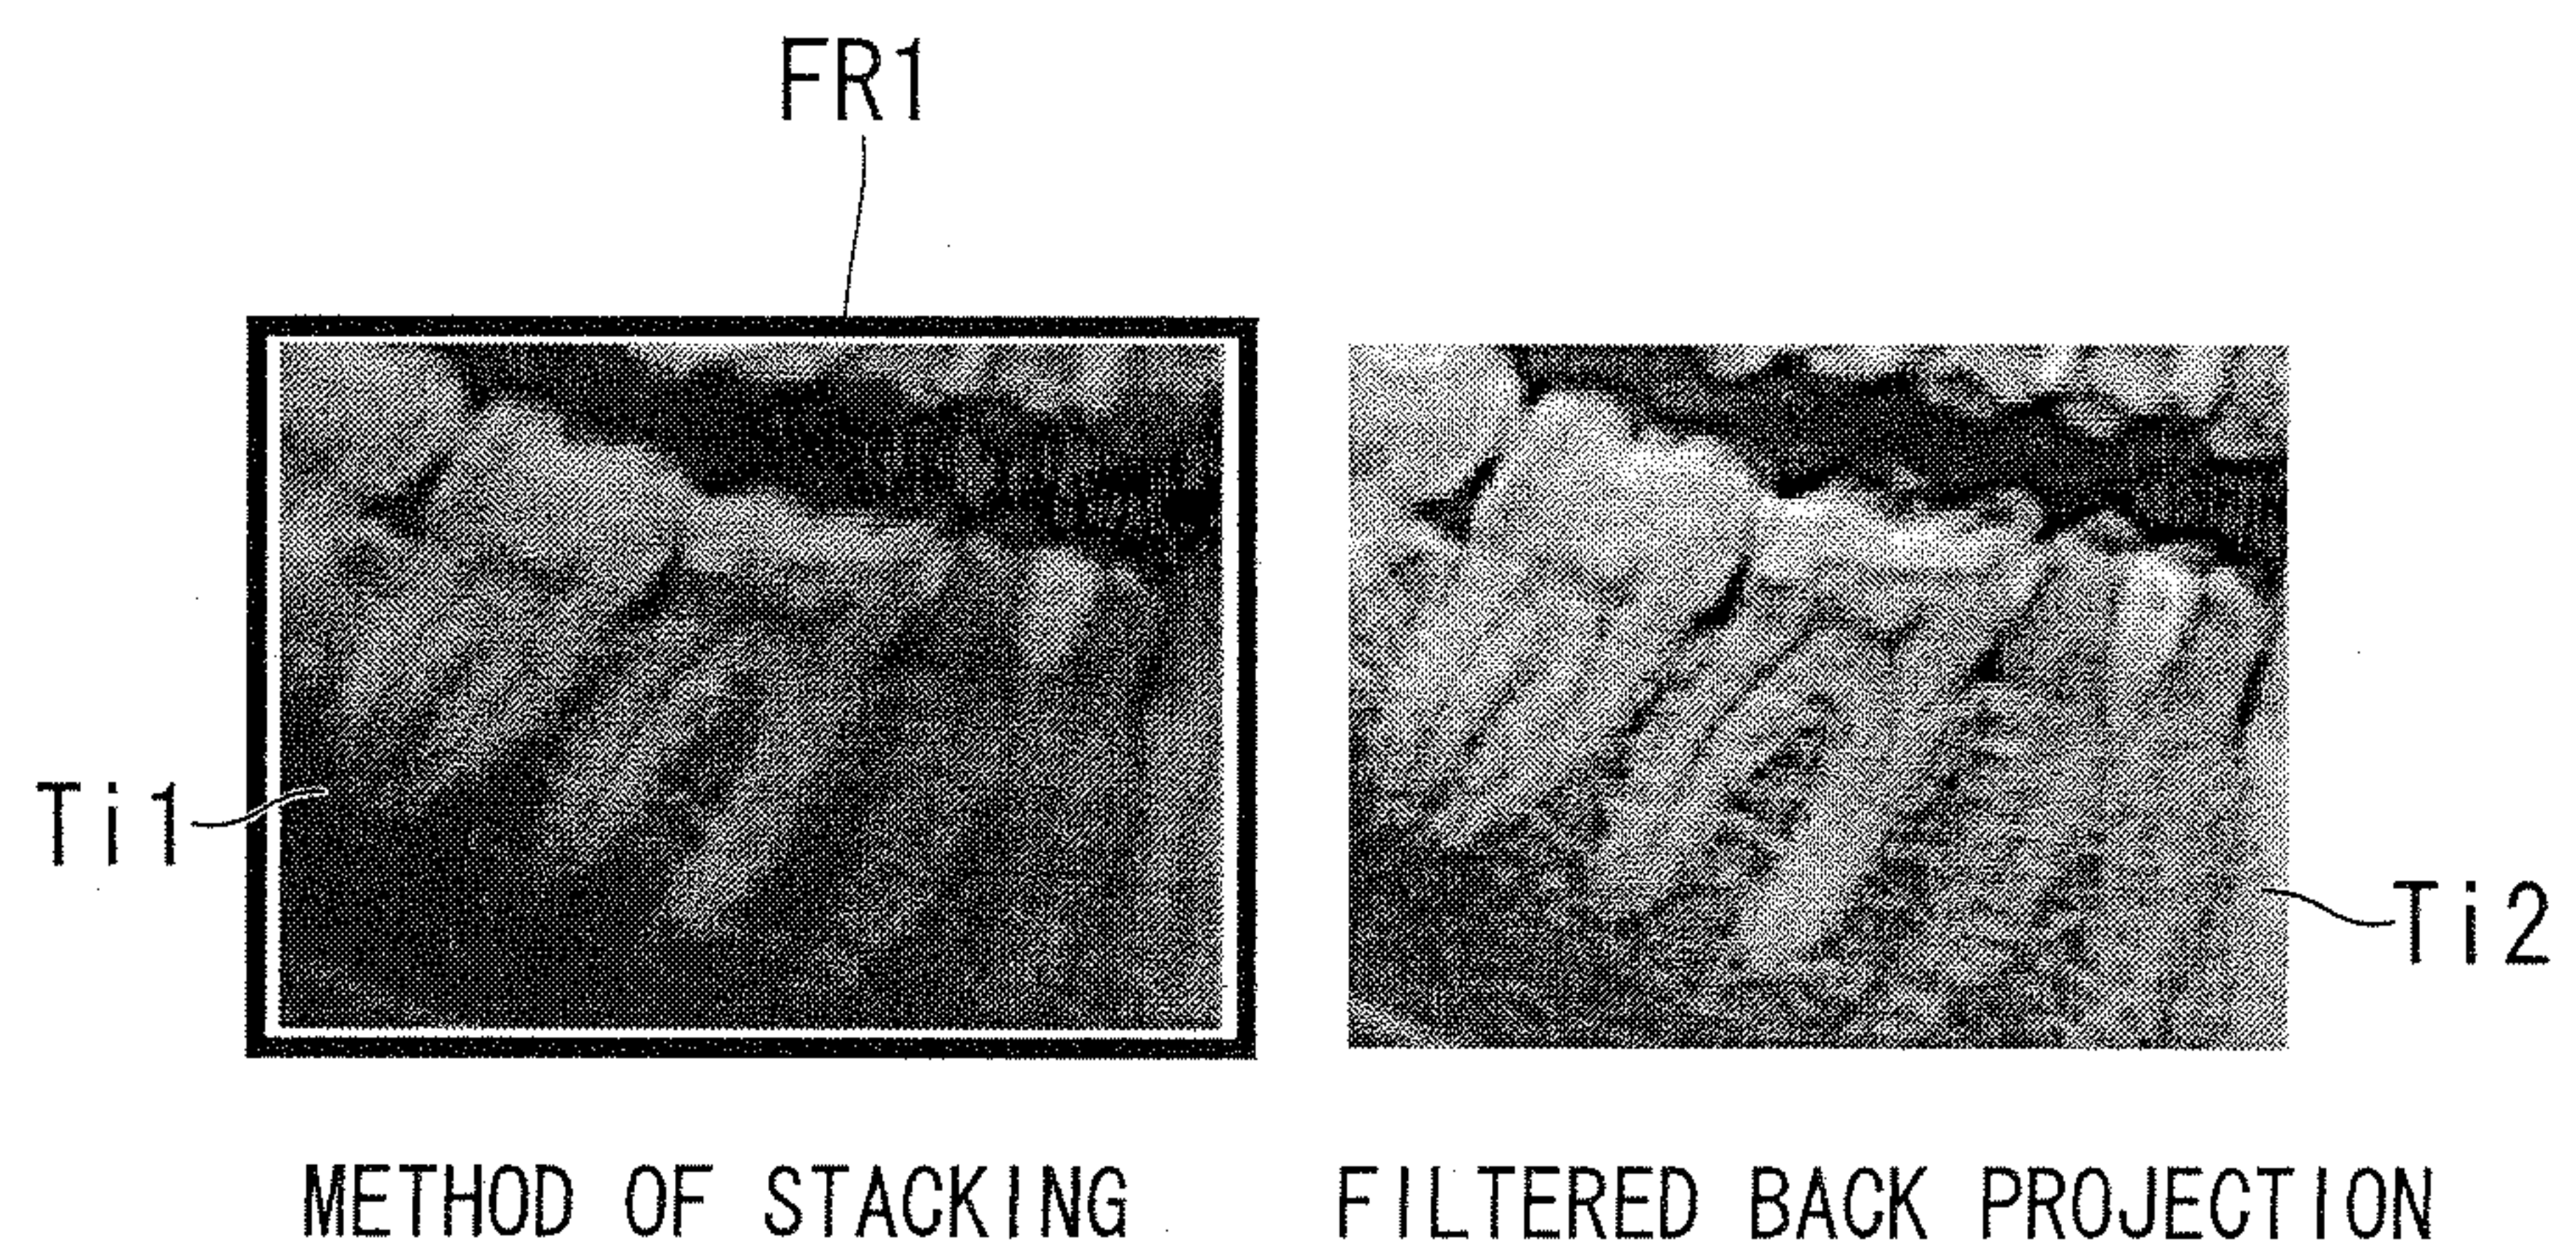 FR1
Ti1
Ti2
METHOD OF STACKING
FILTERED BACK PROJECTION